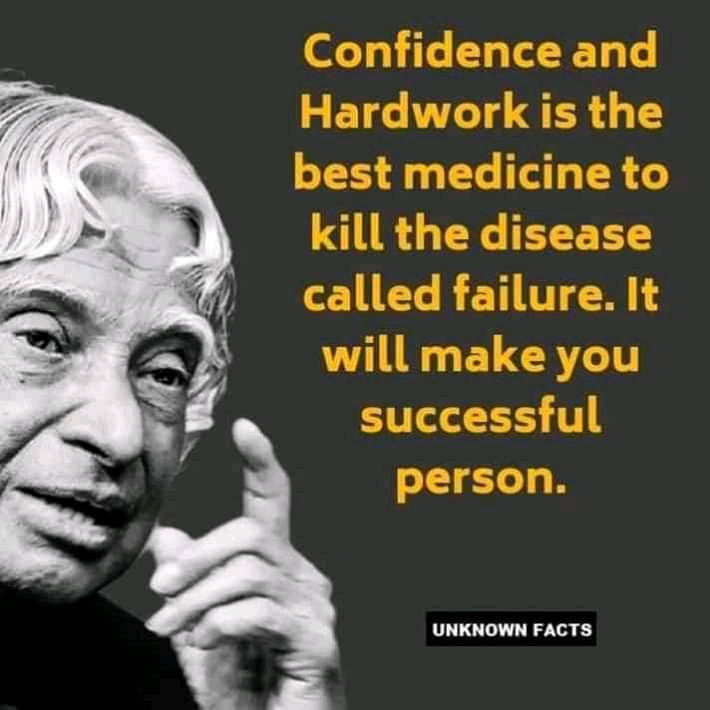 Confidence and
Hardwork is the
best medicine to
kill the disease
called failure. It
will make you
successful
person.
UNKNOWN FACTS